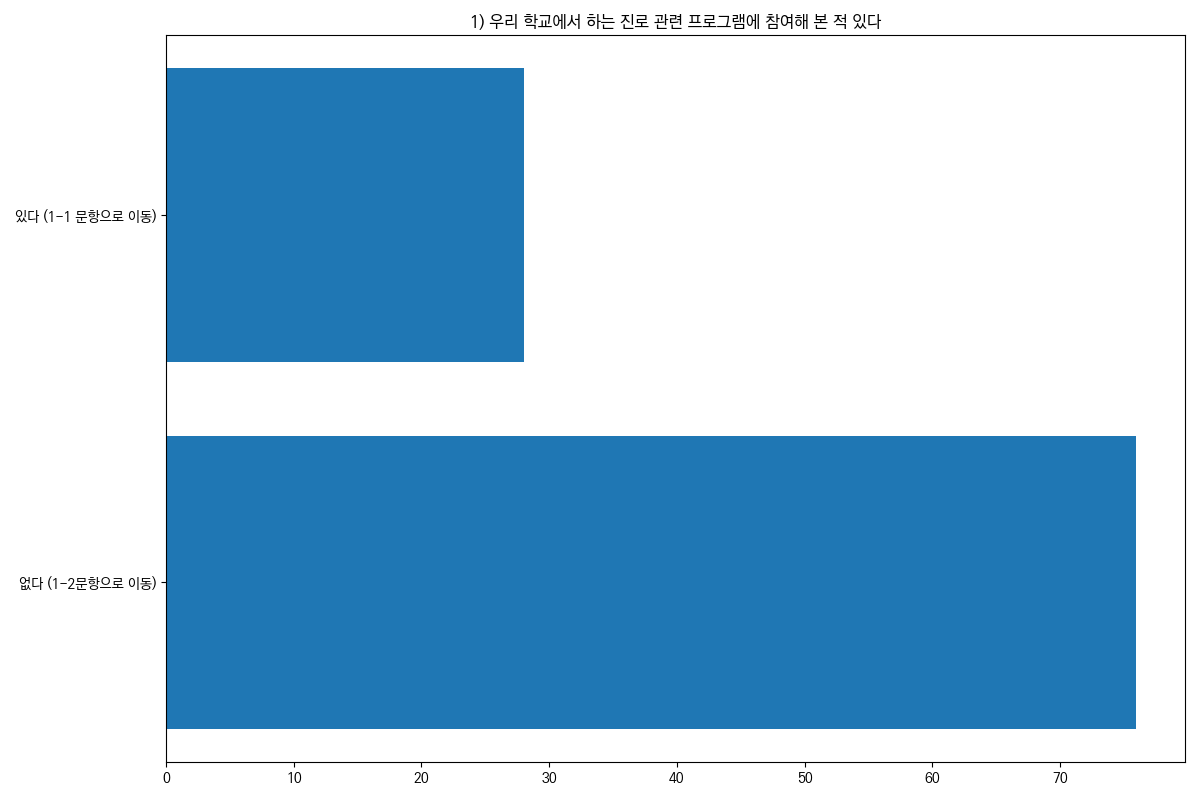 1) 우리 학교에서 하는 진로 관련 프로그램에 참여해 본 적 있다
있다 (1-1 문항으로 이동)
없다 (1-2문항으로 이동)
0 10 20 30 40 50 60 70